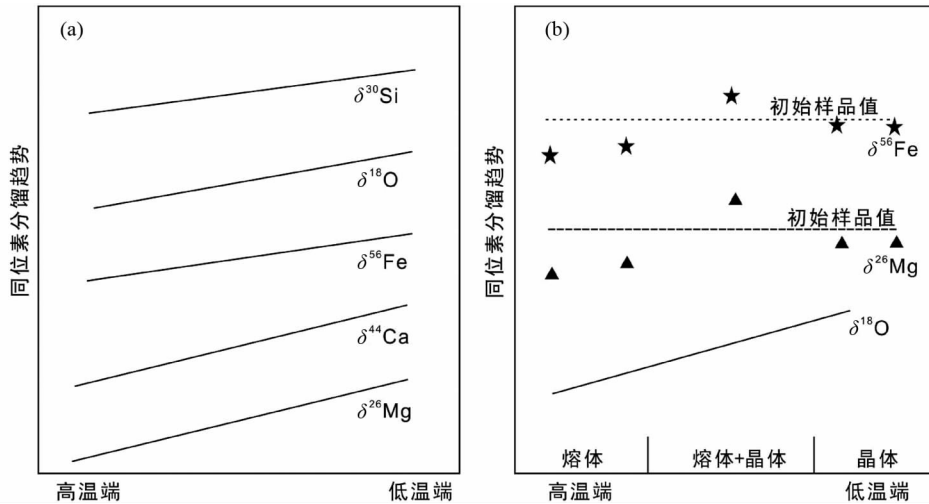 (a)
同位素分馏趋势
δ³⁰Si
δ¹⁸O
δ⁵⁶Fe
δ⁴⁴Ca
δ²⁶Mg
高温端
低温端
(b)
同位素分馏趋势
初始样品值
δ⁵⁶Fe
初始样品值
δ²⁶Mg
δ¹⁸O
熔体
熔体+晶体
晶体
高温端
低温端